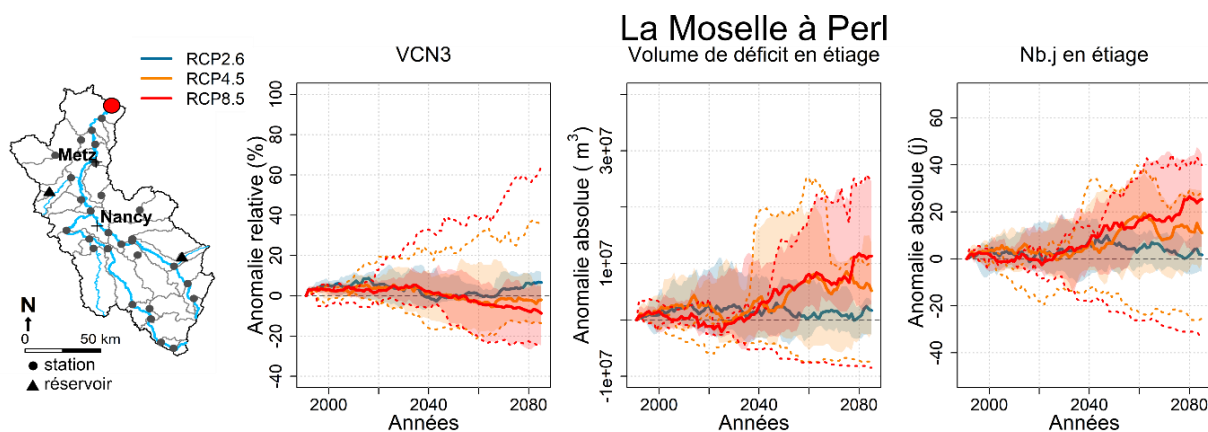 La Moselle à Perl
RCP2.6
RCP4.5
RCP8.5
Metz
Nancy
N
0 50 km
station
réservoir
VCN3
Anomalie relative (%)
100
80
60
40
20
0
-20
-40
2000 2040 2080
Années
Volume de déficit en étiage
Anomalie absolue ( m³)
3e+07
1e+07
-1e+07
2000 2040 2080
Années
Nb.j en étiage
Anomalie absolue (j)
60
40
20
0
-20
-40
2000 2040 2080
Années